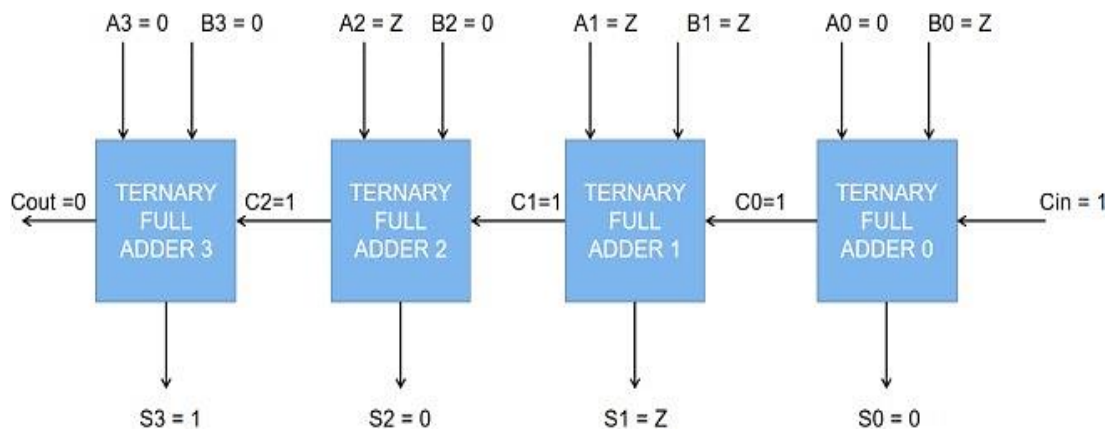 A3 = 0 B3 = 0 A2 = Z B2 = 0 A1 = Z B1 = Z A0 = 0 B0 = Z
Cout =0
TERNARY
FULL
ADDER 3
C2=1
TERNARY
FULL
ADDER 2
C1=1
TERNARY
FULL
ADDER 1
C0=1
TERNARY
FULL
ADDER 0
Cin = 1
S3 = 1 S2 = 0 S1 = Z S0 = 0